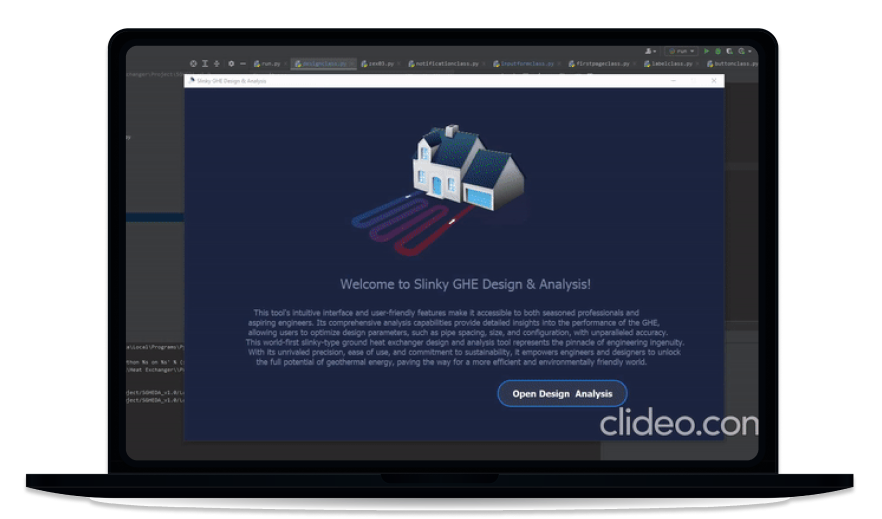 run
run.py
designclass.py
notificationclass.py
inputformclass.py
firstpageclass.py
labelclass.py
buttonclass.py
Slinky GHE Design & Analysis
Welcome to Slinky GHE Design & Analysis!
This tool's intuitive interface and user-friendly features make it accessible to both seasoned professionals and
aspiring engineers. Its comprehensive analysis capabilities provide detailed insights into the performance of the GHE,
allowing users to optimize design parameters, such as pipe spacing, size, and configuration, with unparalleled accuracy.
This world-first slinky-type ground heat exchanger design and analysis tool represents the pinnacle of engineering ingenuity.
With its unrivaled precision, ease of use, and commitment to sustainability, it empowers engineers and designers to unlock
the full potential of geothermal energy, paving the way for a more efficient and environmentally friendly world.
Open Design Analysis
clideo.con